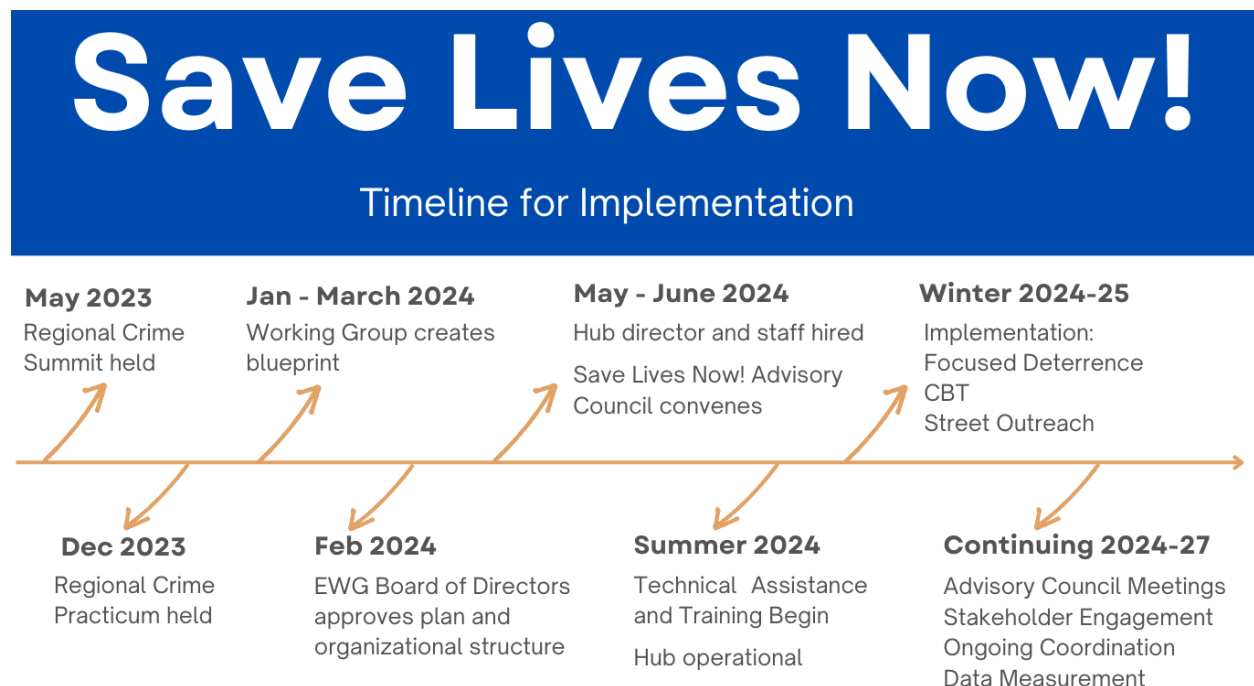 Save Lives Now!
Timeline for Implementation
May 2023
Regional Crime
Summit held
Jan - March 2024
Working Group creates
blueprint
May - June 2024
Hub director and staff hired
Save Lives Now! Advisory
Council convenes
Winter 2024-25
Implementation:
Focused Deterrence
CBT
Street Outreach
Dec 2023
Regional Crime
Practicum held
Feb 2024
EWG Board of Directors
approves plan and
organizational structure
Summer 2024
Technical Assistance
and Training Begin
Hub operational
Continuing 2024-27
Advisory Council Meetings
Stakeholder Engagement
Ongoing Coordination
Data Measurement